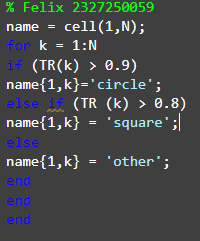 % Felix 2327250059
name = cell(1,N);
for k = 1:N
if (TR(k) > 0.9)
name{1,k}='circle';
else if (TR (k) > 0.8)
name{1,k} = 'square';
else
name{1,k} = 'other';
end
end
end